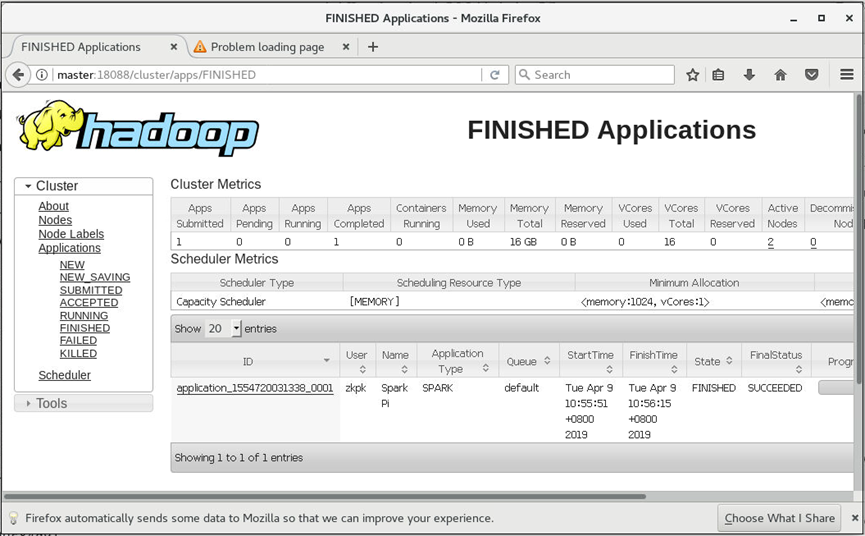 FINISHED Applications - Mozilla Firefox
FINISHED Applications
Problem loading page
master:18088/cluster/apps/FINISHED
Search
hadoop
FINISHED Applications
Cluster
About
Nodes
Node Labels
Applications
NEW
NEW_SAVING
SUBMITTED
ACCEPTED
RUNNING
FINISHED
FAILED
KILLED
Scheduler
Tools
Cluster Metrics
Apps Submitted Apps Pending Apps Running Apps Completed Containers Running Memory Used Memory Total Memory Reserved VCores Used VCores Total VCores Reserved Active Nodes Decommis Nod
1 0 0 1 0 0 B 16 GB 0 B 0 16 0 2 0
Scheduler Metrics
Scheduler Type Scheduling Resource Type Minimum Allocation
Capacity Scheduler [MEMORY] <memory:1024, vCores:1> <memo
Show 20 entries
ID User Name Application Type Queue StartTime FinishTime State FinalStatus Progr
application_1554720031338_0001 zkpk Spark Pi SPARK default Tue Apr 9 10:55:51 +0800 2019 Tue Apr 9 10:56:15 +0800 2019 FINISHED SUCCEEDED
Showing 1 to 1 of 1 entries
Firefox automatically sends some data to Mozilla so that we can improve your experience.
Choose What I Share